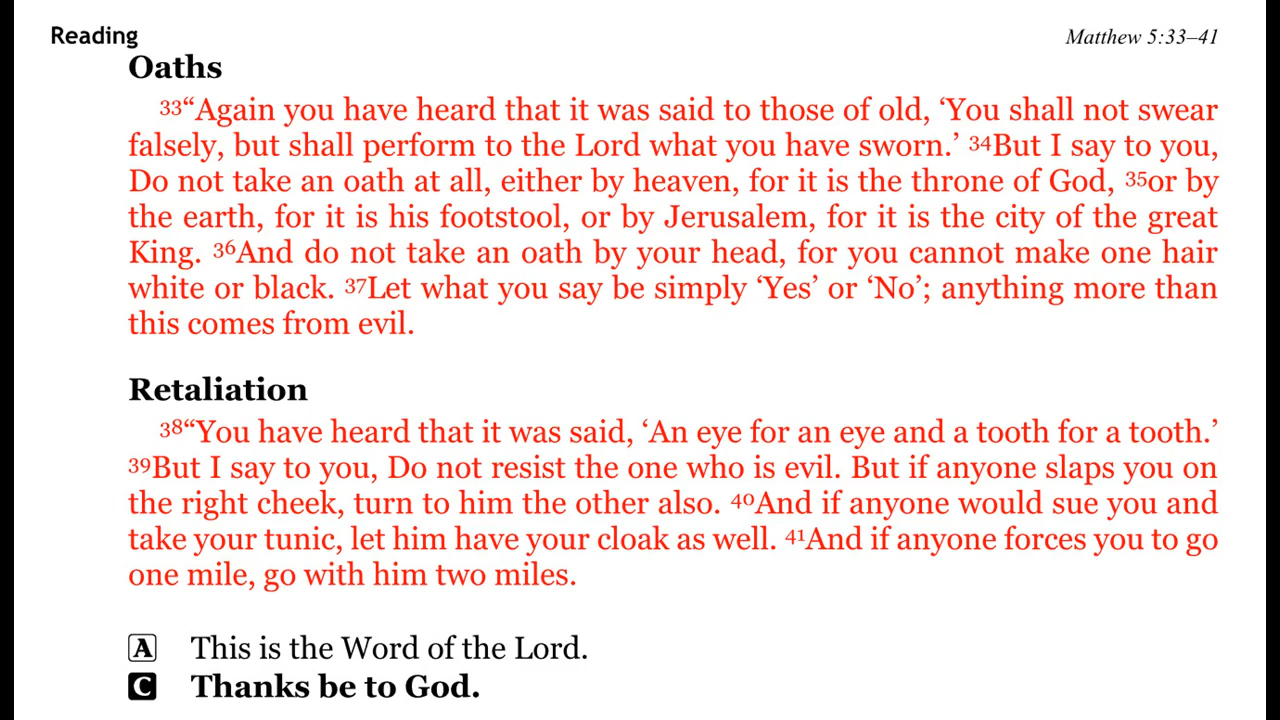 Reading
Matthew 5:33–41
Oaths
33“Again you have heard that it was said to those of old, ‘You shall not swear
falsely, but shall perform to the Lord what you have sworn.’ 34But I say to you,
Do not take an oath at all, either by heaven, for it is the throne of God, 35or by
the earth, for it is his footstool, or by Jerusalem, for it is the city of the great
King. 36And do not take an oath by your head, for you cannot make one hair
white or black. 37Let what you say be simply ‘Yes’ or ‘No’; anything more than
this comes from evil.
Retaliation
38“You have heard that it was said, ‘An eye for an eye and a tooth for a tooth.’
39But I say to you, Do not resist the one who is evil. But if anyone slaps you on
the right cheek, turn to him the other also. 40And if anyone would sue you and
take your tunic, let him have your cloak as well. 41And if anyone forces you to go
one mile, go with him two miles.
A This is the Word of the Lord.
C Thanks be to God.